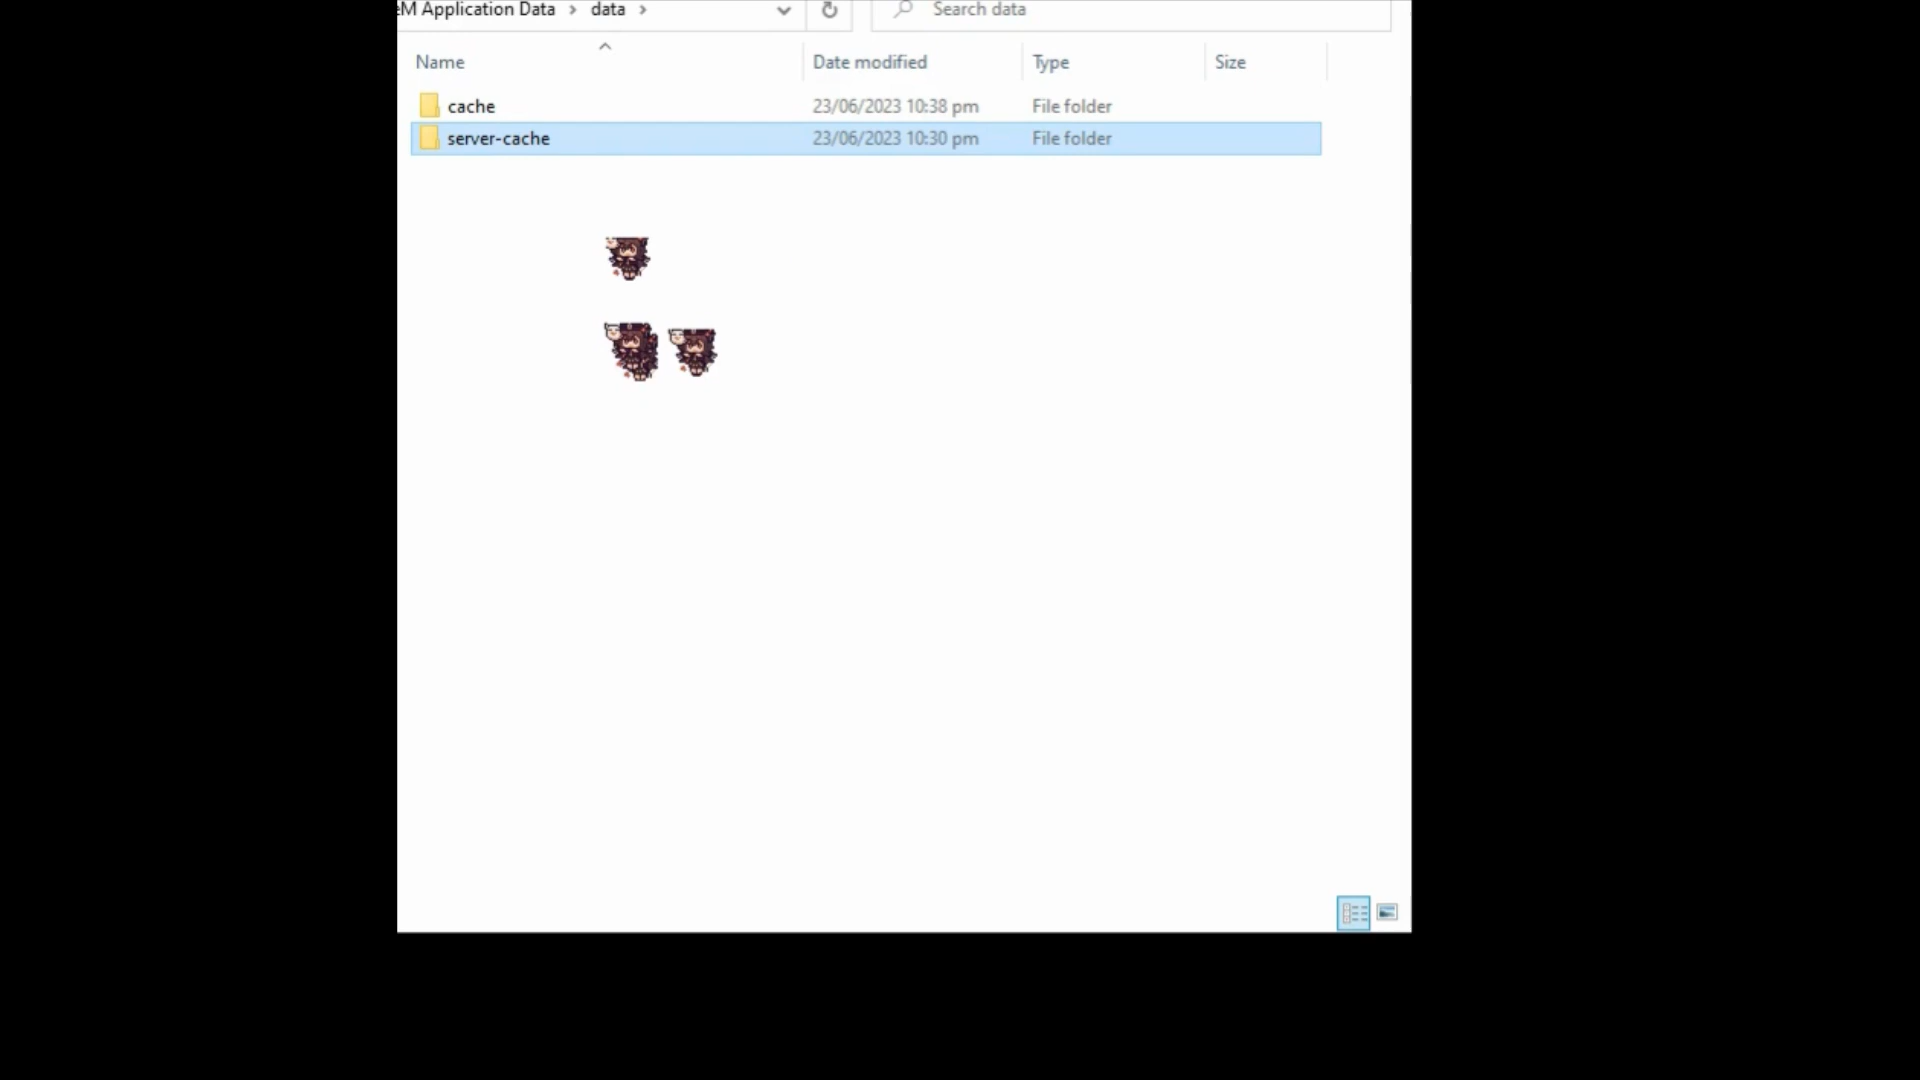 eM Application Data > data >
Search data
Name Date modified Type Size
cache 23/06/2023 10:38 pm File folder
server-cache 23/06/2023 10:30 pm File folder